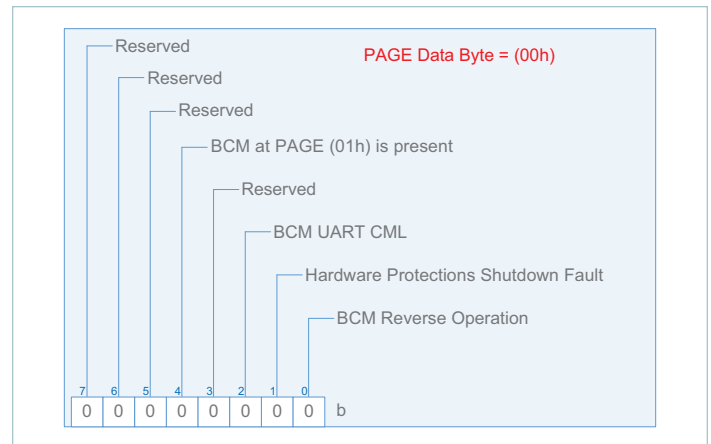 Reserved
PAGE Data Byte = (00h)
Reserved
Reserved
BCM at PAGE (01h) is present
Reserved
BCM UART CML
Hardware Protections Shutdown Fault
BCM Reverse Operation
7 6 5 4 3 2 1 0
0 0 0 0 0 0 0 0 b